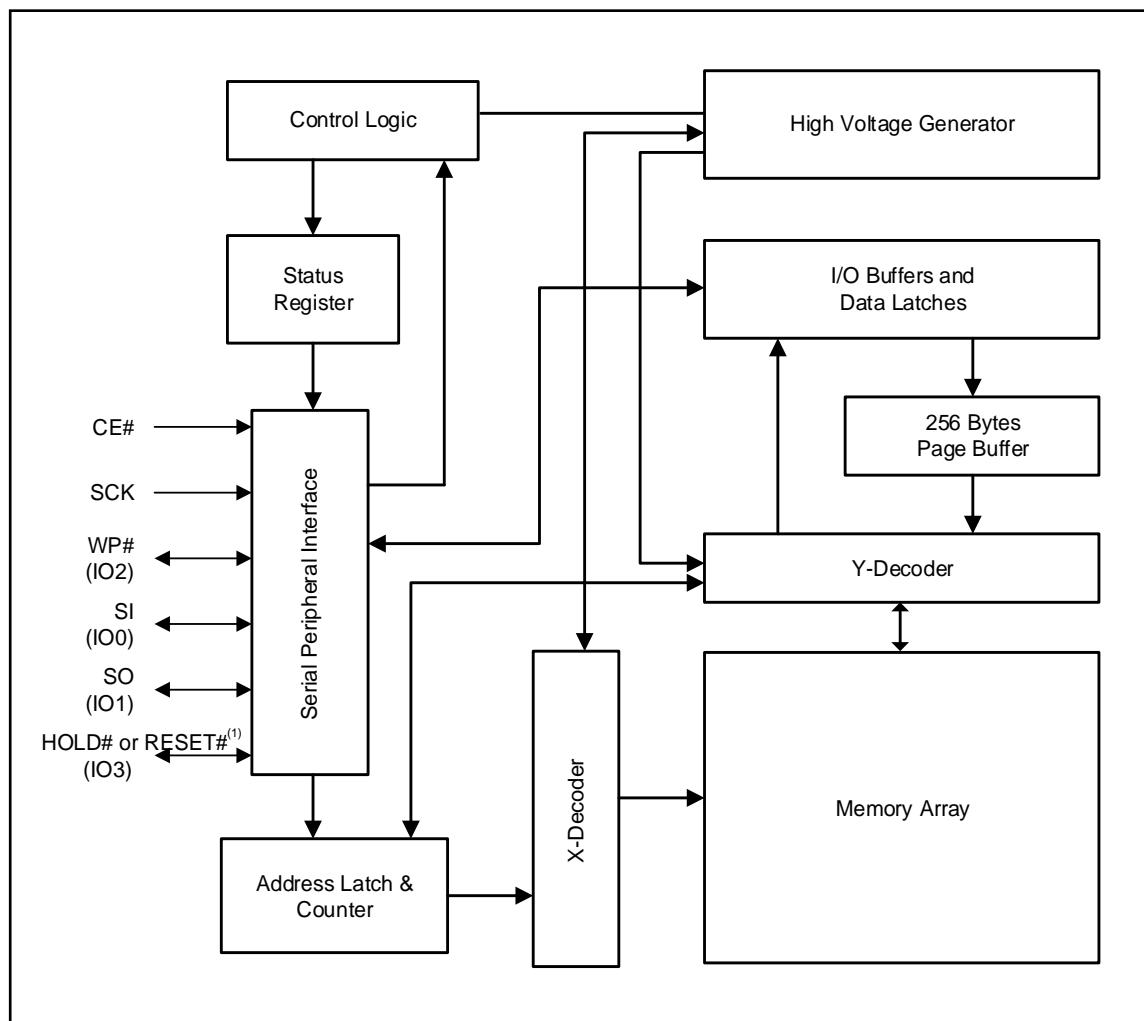 Control Logic
High Voltage Generator
Status
Register
I/O Buffers and
Data Latches
256 Bytes
Page Buffer
CE#
SCK
WP#
(IO2)
SI
(IO0)
SO
(IO1)
HOLD# or RESET#(1)
(IO3)
Serial Peripheral Interface
Y-Decoder
X-Decoder
Memory Array
Address Latch &
Counter